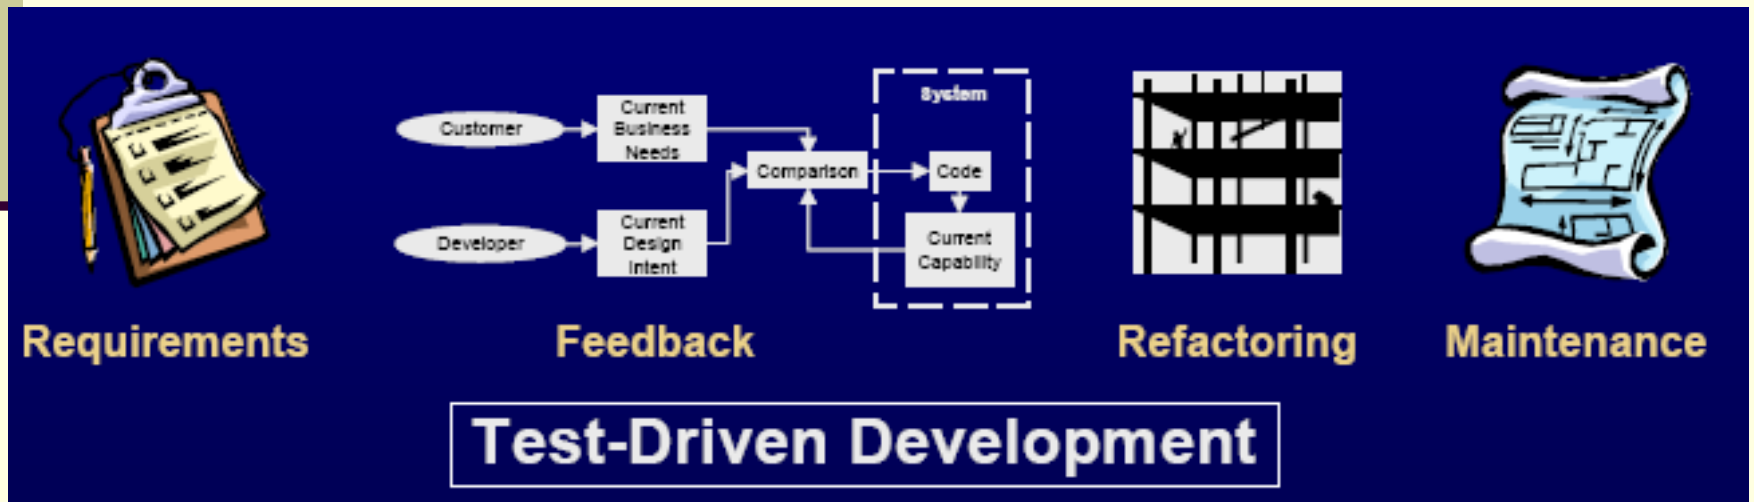 System
Customer
Current
Business
Needs
Comparison
Code
Developer
Current
Design
Intent
Current
Capability
Requirements
Feedback
Refactoring
Maintenance
Test-Driven Development